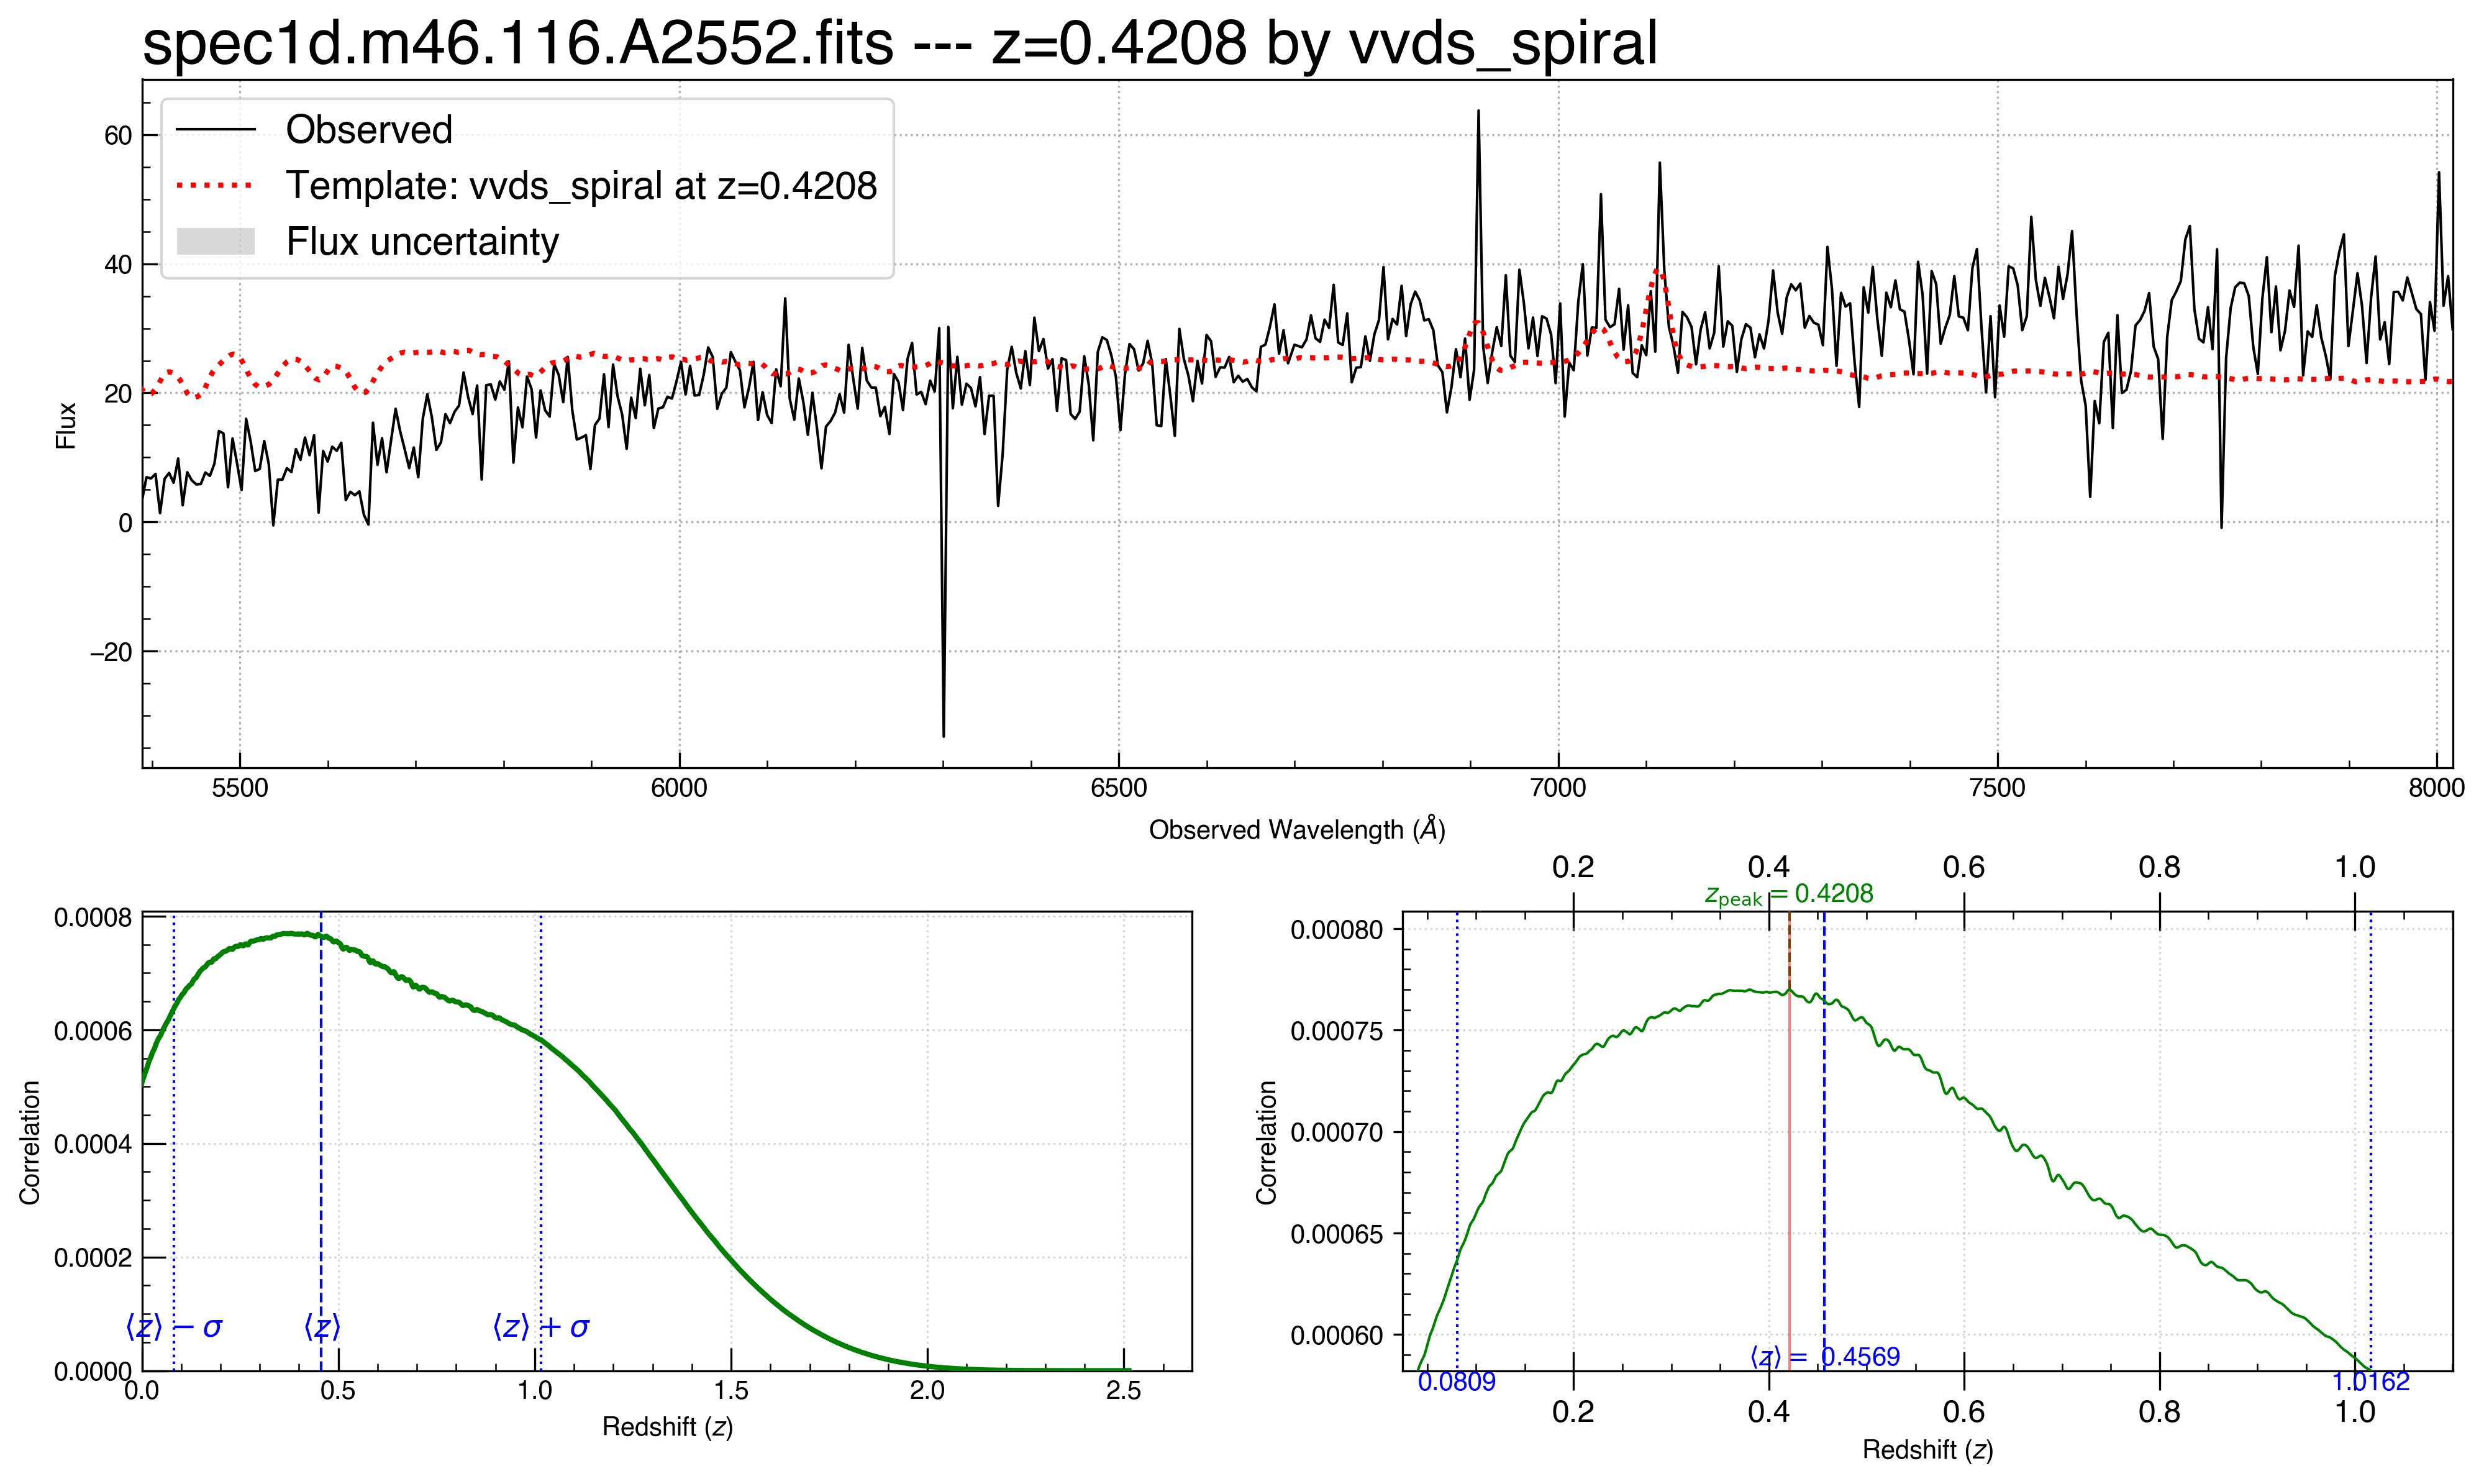 spec1d.m46.116.A2552.fits --- z=0.4208 by vvds_spiral
Observed
Template: vvds_spiral at z=0.4208
Flux uncertainty
60
40
20
0
−20
Flux
5500 6000 6500 7000 7500 8000
Observed Wavelength (Å)
0.0008
0.0006
0.0004
0.0002
0.0000
Correlation
⟨z⟩ − σ ⟨z⟩ ⟨z⟩ + σ
0.0 0.5 1.0 1.5 2.0 2.5
Redshift (z)
0.2 0.4 0.6 0.8 1.0
zpeak = 0.4208
0.00080
0.00075
0.00070
0.00065
0.00060
Correlation
⟨z⟩ = 0.4569
0.0809 1.0162
0.2 0.4 0.6 0.8 1.0
Redshift (z)